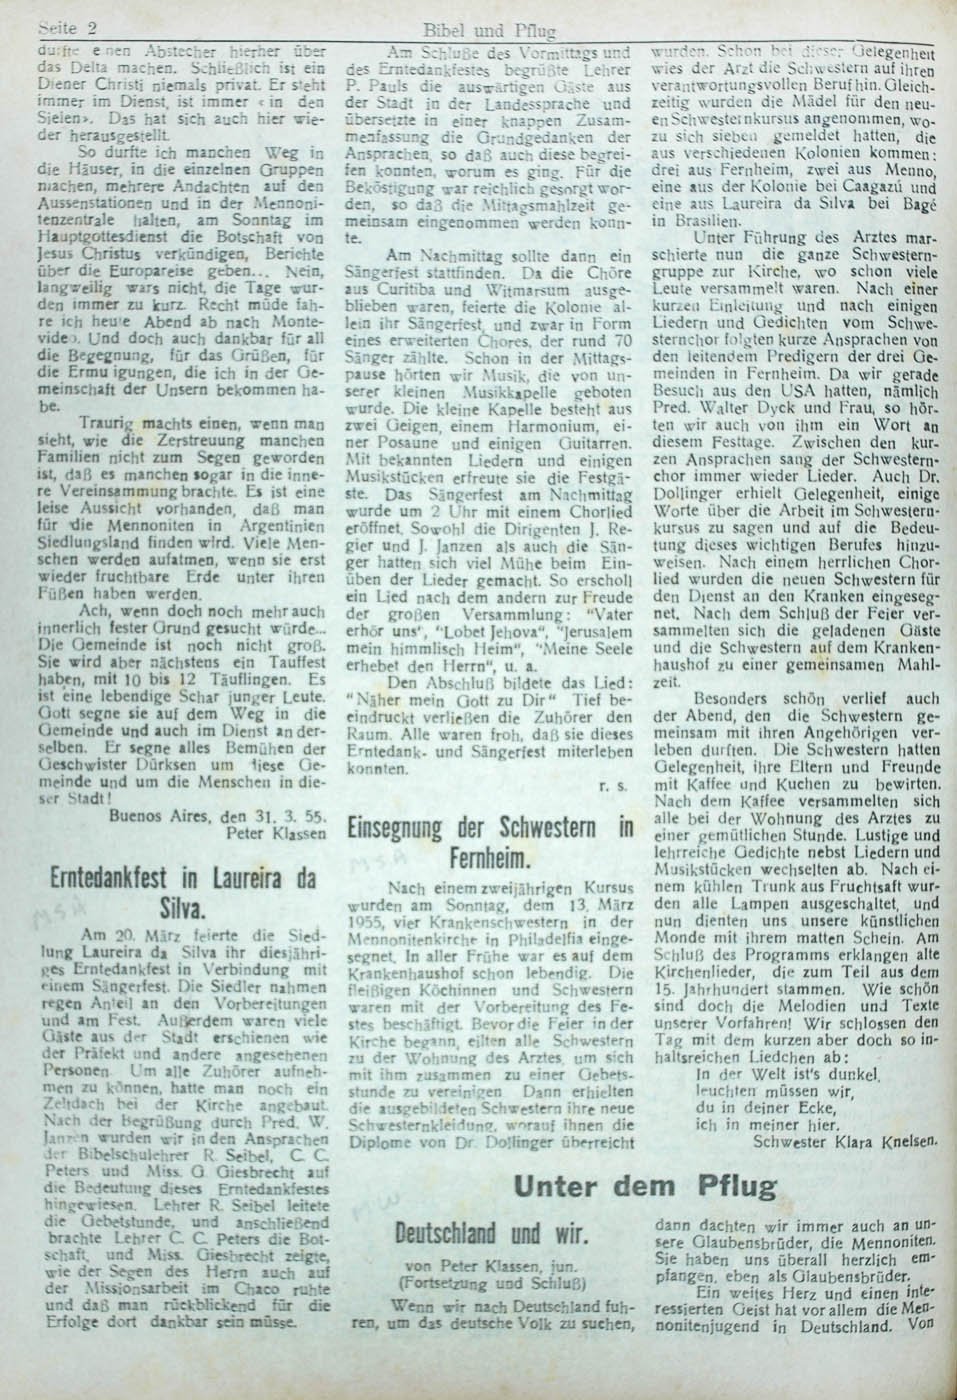 Seite 2
Bibel und Pflug
durfte einen Abstecher hierher über
das Delta machen. Schließlich ist ein
Diener Christi niemals privat. Er steht
immer im Dienst, ist immer «in den
Sielen». Das hat sich auch hier wie-
der herausgestellt.
So durfte ich manchen Weg in
die Häuser, in die einzelnen Gruppen
machen, mehrere Andachten auf den
Aussenstationen und in der Mennoni-
tenzentrale halten, am Sonntag im
Hauptgottesdienst die Botschaft von
Jesus Christus verkündigen, Berichte
über die Europareise geben... Nein,
langweilig wars nicht, die Tage wur-
den immer zu kurz. Recht müde fah-
re ich heute Abend ab nach Monte-
video. Und doch auch dankbar für all
die Begegnung, für das Grüßen, für
die Ermutigungen, die ich in der Ge-
meinschaft der Unsern bekommen ha-
be.
Traurig machts einen, wenn man
sieht, wie die Zerstreuung manchen
Familien nicht zum Segen geworden
ist, daß es manchen sogar in die inne-
re Vereinsammung brachte. Es ist eine
leise Aussicht vorhanden, daß man
für die Mennoniten in Argentinien
Siedlungsland finden wird. Viele Men-
schen werden aufatmen, wenn sie erst
wieder fruchtbare Erde unter ihren
Füßen haben werden.
Ach, wenn doch noch mehr auch
innerlich fester Grund gesucht würde...
Die Gemeinde ist noch nicht groß.
Sie wird aber nächstens ein Tauffest
haben, mit 10 bis 12 Täuflingen. Es
ist eine lebendige Schar junger Leute.
Gott segne sie auf dem Weg in die
Gemeinde und auch im Dienst an der-
selben. Er segne alles Bemühen der
Geschwister Dürksen um diese Ge-
meinde und um die Menschen in die-
ser Stadt!
Buenos Aires, den 31. 3. 55.
Peter Klassen
Erntedankfest in Laureira da
Silva.
MSA
Am 20. März feierte die Sied-
lung Laureira da Silva ihr diesjähri-
ges Erntedankfest in Verbindung mit
einem Sängerfest. Die Siedler nahmen
regen Anteil an den Vorbereitungen
und am Fest. Außerdem waren viele
Gäste aus der Stadt erschienen wie
der Präfekt und andere angesehenen
Personen Um alle Zuhörer aufneh-
men zu können, hatte man noch ein
Zeltdach bei der Kirche angebaut.
Nach der Begrüßung durch Pred. W.
Janzen wurden wir in den Ansprachen
der Bibelschulehrer R. Seibel, C. C.
Peters und Miss. G Giesbrecht auf
die Bedeutung dieses Erntedankfestes
hingewiesen. Lehrer R. Seibel leitete
die Gebetstunde, und anschließend
brachte Lehrer C. C. Peters die Bot-
schaft, und Miss. Giesbrecht zeigte,
wie der Segen des Herrn auch auf
der Missionsarbeit im Chaco ruhte
und daß man rückblickend für die
Erfolge dort dankbar sein müsse.
Am Schluße des Vormittags und
des Erntedankfestes begrüßte Lehrer
P. Pauls die auswärtigen Gäste aus
der Stadt in der Landessprache und
übersetzte in einer knappen Zusam-
menfassung die Grundgedanken der
Ansprachen, so daß auch diese begrei-
fen konnten, worum es ging. Für die
Beköstigung war reichlich gesorgt wor-
den, so daß die Mittagsmahlzeit ge-
meinsam eingenommen werden konn-
te.
Am Nachmittag sollte dann ein
Sängerfest stattfinden. Da die Chöre
aus Curitiba und Witmarsum ausge-
blieben waren, feierte die Kolonie al-
lein ihr Sängerfest, und zwar in Form
eines erweiterten Chores, der rund 70
Sänger zählte. Schon in der Mittags-
pause hörten wir Musik, die von un-
serer kleinen Musikkapelle geboten
wurde. Die kleine Kapelle besteht aus
zwei Geigen, einem Harmonium, ei-
ner Posaune und einigen Guitarren.
Mit bekannten Liedern und einigen
Musikstücken erfreute sie die Festgä-
ste. Das Sängerfest am Nachmittag
wurde um 2 Uhr mit einem Chorlied
eröffnet. Sowohl die Dirigenten J. Re-
gier und J. Janzen als auch die Sän-
ger hatten sich viel Mühe beim Ein-
üben der Lieder gemacht. So erscholl
ein Lied nach dem andern zur Freude
der großen Versammlung: "Vater
erhör uns", "Lobet Jehova", "Jerusalem
mein himmlisch Heim", "Meine Seele
erhebet den Herrn", u. a.
Den Abschluß bildete das Lied:
"Näher mein Gott zu Dir" Tief be-
eindruckt verließen die Zuhörer den
Raum. Alle waren froh, daß sie dieses
Erntedank- und Sängerfest miterleben
konnten.
r. s.
Einsegnung der Schwestern in
Fernheim.
MSA
Nach einem zweijährigen Kursus
wurden am Sonntag, dem 13. März
1955, vier Krankenschwestern in der
Mennonitenkirche in Philadelfia einge-
segnet. In aller Frühe war es auf dem
Krankenhaushof schon lebendig. Die
fleißigen Köchinnen und Schwestern
waren mit der Vorbereitung des Fe-
stes beschäftigt. Bevor die Feier in der
Kirche begann, eilten alle Schwestern
zu der Wohnung des Arztes, um sich
mit ihm zusammen zu einer Gebets-
stunde zu vereinigen Dann erhielten
die ausgebildeten Schwestern ihre neue
Schwesternkleidung, worauf ihnen die
Diplome von Dr. Dollinger überreicht
wurden. Schon bei dieser Gelegenheit
wies der Arzt die Schwestern auf ihren
verantwortungsvollen Beruf hin. Gleich-
zeitig wurden die Mädel für den neu-
en Schwesternkursus angenommen, wo-
zu sich sieben gemeldet hatten, die
aus verschiedenen Kolonien kommen:
drei aus Fernheim, zwei aus Menno,
eine aus der Kolonie bei Caagazú und
eine aus Laureira da Silva bei Bagé
in Brasilien.
Unter Führung des Arztes mar-
schierte nun die ganze Schwestern-
gruppe zur Kirche, wo schon viele
Leute versammelt waren. Nach einer
kurzen Einleitung und nach einigen
Liedern und Gedichten vom Schwe-
sternchor folgten kurze Ansprachen von
den leitendem Predigern der drei Ge-
meinden in Fernheim. Da wir gerade
Besuch aus den USA hatten, nämlich
Pred. Walter Dyck und Frau, so hör-
ten wir auch von ihm ein Wort an
diesem Festtage. Zwischen den kur-
zen Ansprachen sang der Schwestern-
chor immer wieder Lieder. Auch Dr.
Dollinger erhielt Gelegenheit, einige
Worte über die Arbeit im Schwestern-
kursus zu sagen und auf die Bedeu-
tung dieses wichtigen Berufes hinzu-
weisen. Nach einem herrlichen Chor-
lied wurden die neuen Schwestern für
den Dienst an den Kranken eingeseg-
net. Nach dem Schluß der Feier ver-
sammelten sich die geladenen Gäste
und die Schwestern auf dem Kranken-
haushof zu einer gemeinsamen Mahl-
zeit.
Besonders schön verlief auch
der Abend, den die Schwestern ge-
meinsam mit ihren Angehörigen ver-
leben durften. Die Schwestern hatten
Gelegenheit, ihre Eltern und Freunde
mit Kaffee und Kuchen zu bewirten.
Nach dem Kaffee versammelten sich
alle bei der Wohnung des Arztes zu
einer gemütlichen Stunde. Lustige und
lehrreiche Gedichte nebst Liedern und
Musikstücken wechselten ab. Nach ei-
nem kühlen Trunk aus Fruchtsaft wur-
den alle Lampen ausgeschaltet, und
nun dienten uns unsere künstlichen
Monde mit ihrem matten Schein. Am
Schluß des Programms erklangen alte
Kirchenlieder, die zum Teil aus dem
15. Jahrhundert stammen. Wie schön
sind doch die Melodien und Texte
unserer Vorfahren! Wir schlossen den
Tag mit dem kurzen aber doch so in-
haltsreichen Liedchen ab:
In der Welt ist's dunkel,
leuchten müssen wir,
du in deiner Ecke,
ich in meiner hier.
Schwester Klara Knelsen.
Unter dem Pflug
MW
Deutschland und wir.
von Peter Klassen, jun.
(Fortsetzung und Schluß)
Wenn wir nach Deutschland fuh-
ren, um das deutsche Volk zu suchen,
dann dachten wir immer auch an un-
sere Glaubensbrüder, die Mennoniten.
Sie haben uns überall herzlich em-
pfangen, eben als Glaubensbrüder.
Ein weites Herz und einen inte-
ressierten Geist hat vor allem die Men-
nonitenjugend in Deutschland. Von